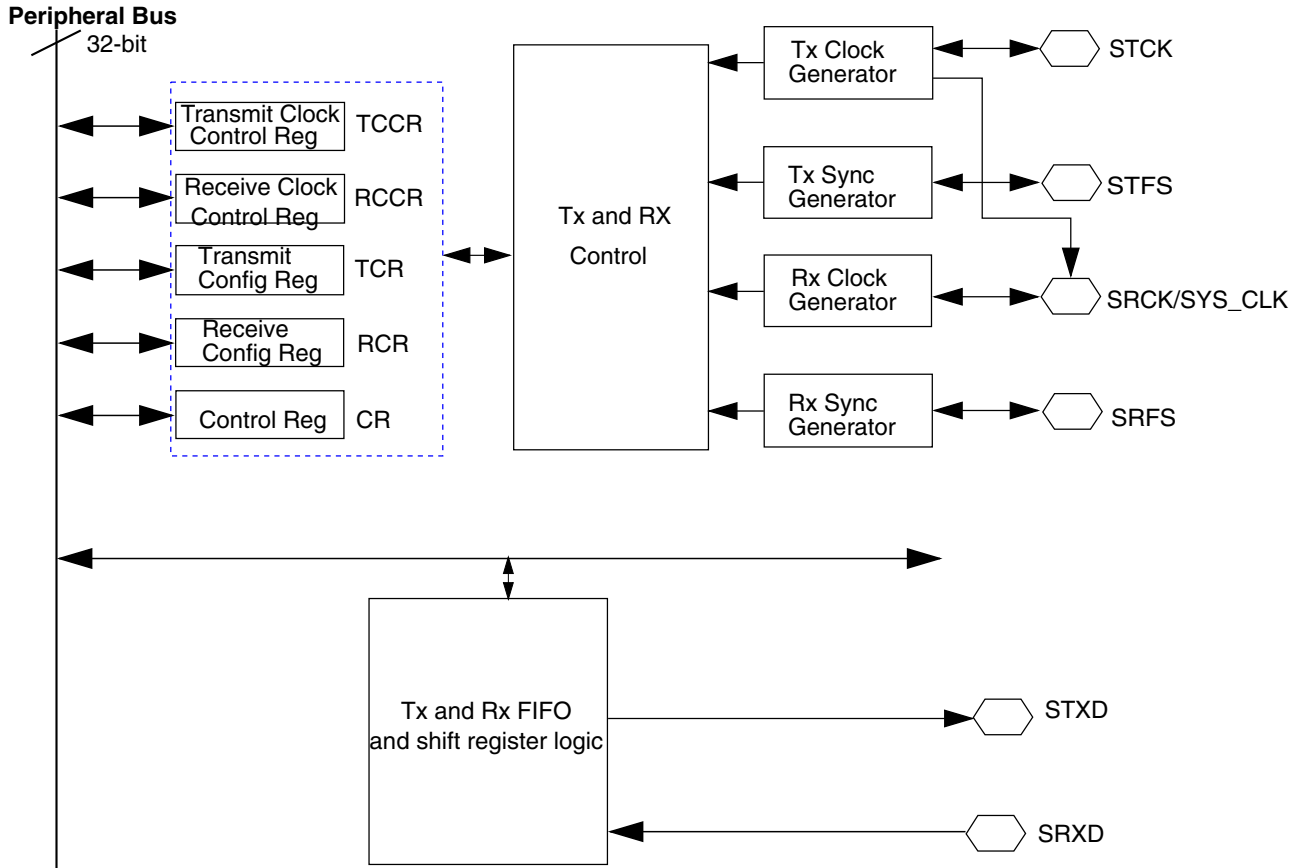 Peripheral Bus
32-bit
Transmit Clock
Control Reg
TCCR
Receive Clock
Control Reg
RCCR
Transmit
Config Reg
TCR
Receive
Config Reg
RCR
Control Reg
CR
Tx and RX
Control
Tx Clock
Generator
STCK
Tx Sync
Generator
STFS
Rx Clock
Generator
SRCK/SYS_CLK
Rx Sync
Generator
SRFS
Tx and Rx FIFO
and shift register logic
STXD
SRXD